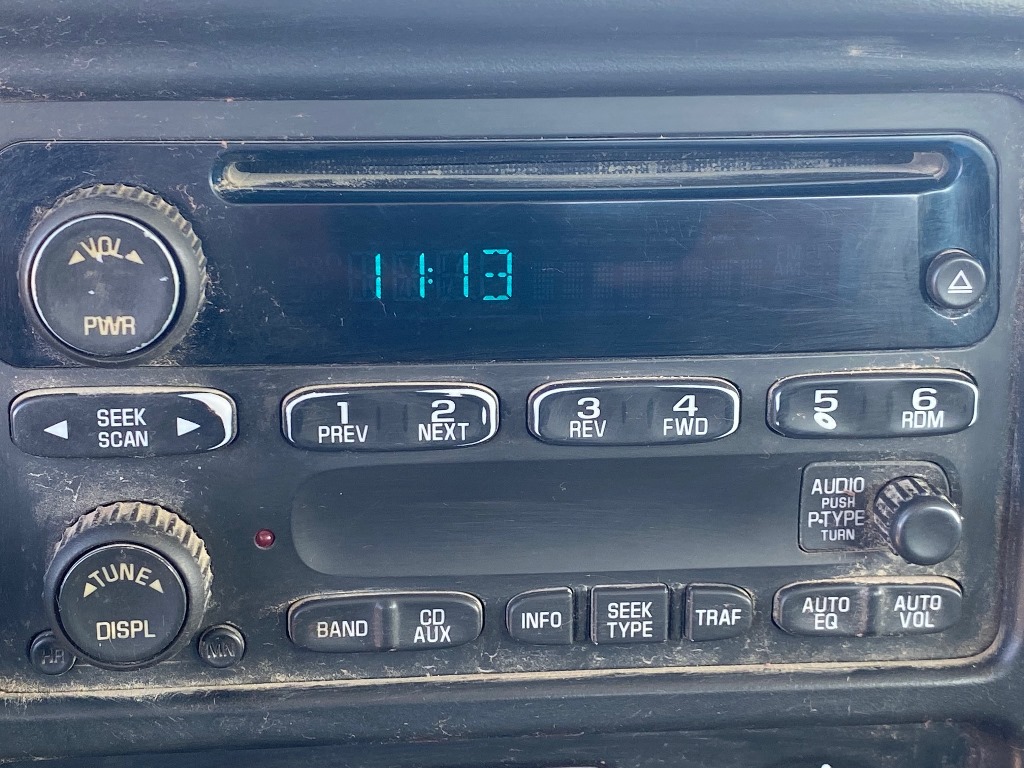 VOL
PWR
11:13
SEEK
SCAN
1
PREV
2
NEXT
3
REV
4
FWD
5
6
RDM
AUDIO
PUSH
P-TYPE
TURN
TUNE
DISPL
HR
MN
BAND
CD
AUX
INFO
SEEK
TYPE
TRAF
AUTO
EQ
AUTO
VOL